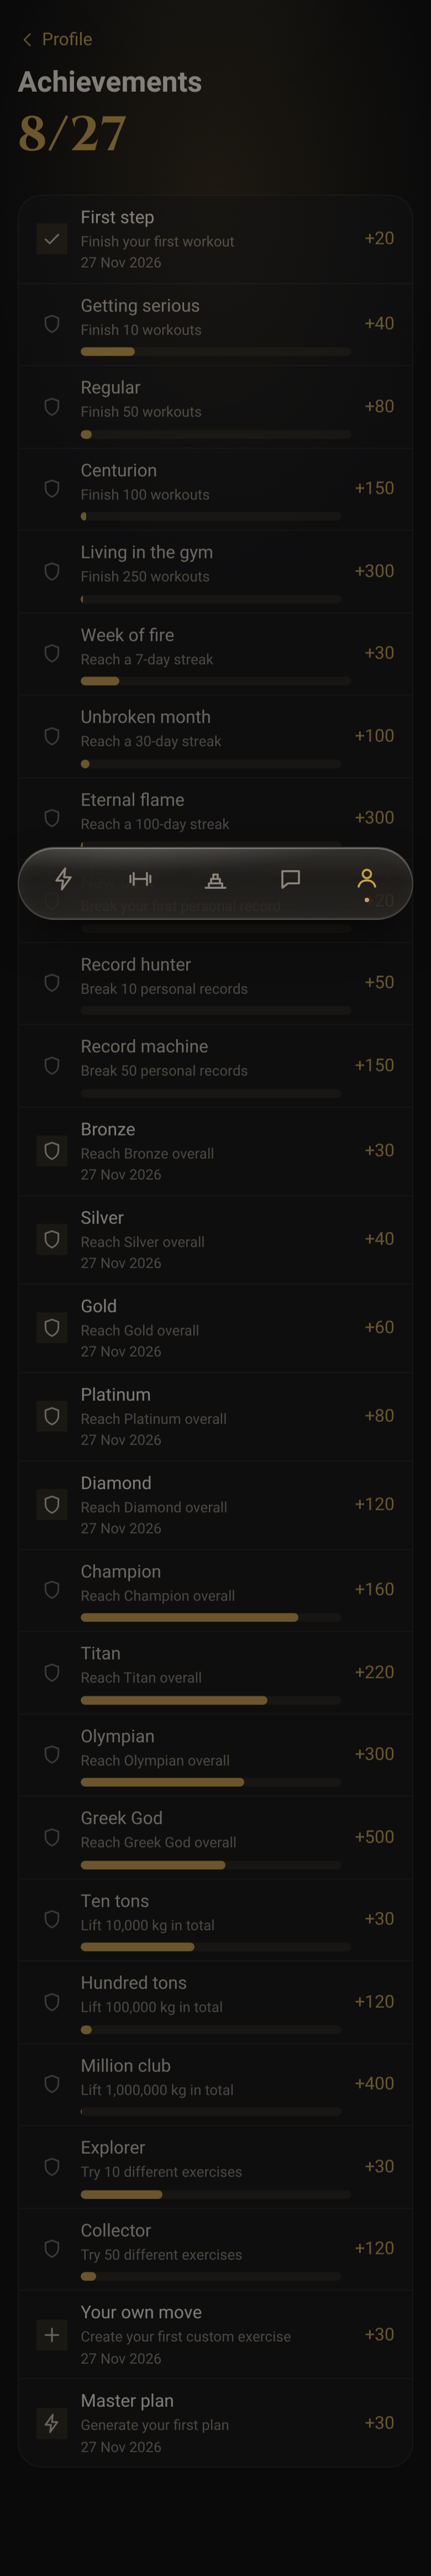 Profile
Achievements
8/27
First step
Finish your first workout
27 Nov 2026
+20
Getting serious
Finish 10 workouts
+40
Regular
Finish 50 workouts
+80
Centurion
Finish 100 workouts
+150
Living in the gym
Finish 250 workouts
+300
Week of fire
Reach a 7-day streak
+30
Unbroken month
Reach a 30-day streak
+100
Eternal flame
Reach a 100-day streak
+300
Break your first personal record
20
Record hunter
Break 10 personal records
+50
Record machine
Break 50 personal records
+150
Bronze
Reach Bronze overall
27 Nov 2026
+30
Silver
Reach Silver overall
27 Nov 2026
+40
Gold
Reach Gold overall
27 Nov 2026
+60
Platinum
Reach Platinum overall
27 Nov 2026
+80
Diamond
Reach Diamond overall
27 Nov 2026
+120
Champion
Reach Champion overall
+160
Titan
Reach Titan overall
+220
Olympian
Reach Olympian overall
+300
Greek God
Reach Greek God overall
+500
Ten tons
Lift 10,000 kg in total
+30
Hundred tons
Lift 100,000 kg in total
+120
Million club
Lift 1,000,000 kg in total
+400
Explorer
Try 10 different exercises
+30
Collector
Try 50 different exercises
+120
Your own move
Create your first custom exercise
27 Nov 2026
+30
Master plan
Generate your first plan
27 Nov 2026
+30